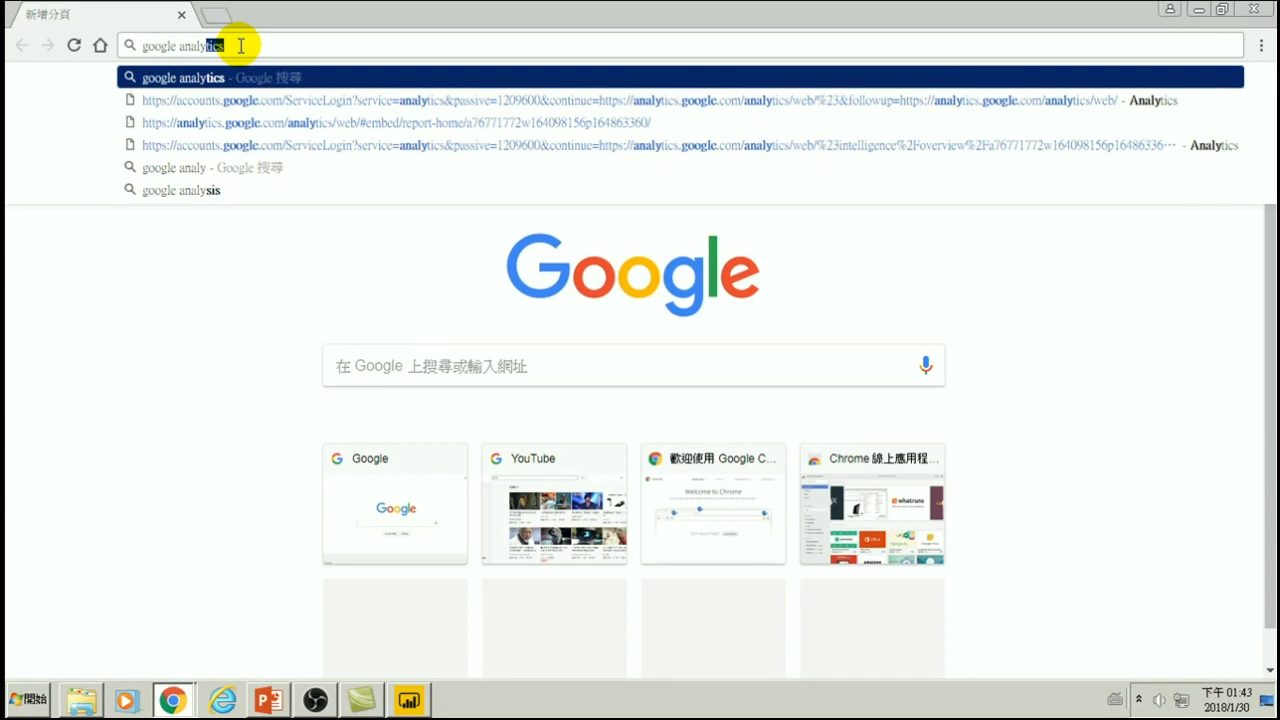 新增分頁
google analytics
google analytics - Google 搜尋
https://accounts.google.com/ServiceLogin?service=analytics&passive=1209600&continue=https://analytics.google.com/analytics/web/%23&followup=https://analytics.google.com/analytics/web/ - Analytics
https://analytics.google.com/analytics/web/#embed/report-home/a76771772w164098156p164863360/
https://accounts.google.com/ServiceLogin?service=analytics&passive=1209600&continue=https://analytics.google.com/analytics/web/%23intelligence%2Foverview%2Fa76771772w164098156p16486336… - Analytics
google analy - Google 搜尋
google analysis
Google
在 Google 上搜尋或輸入網址
Google
YouTube
歡迎使用 Google C...
Chrome 線上應用程...
Google
Welcome to Chrome
whatruns
開始
下午 01:43
2018/1/30